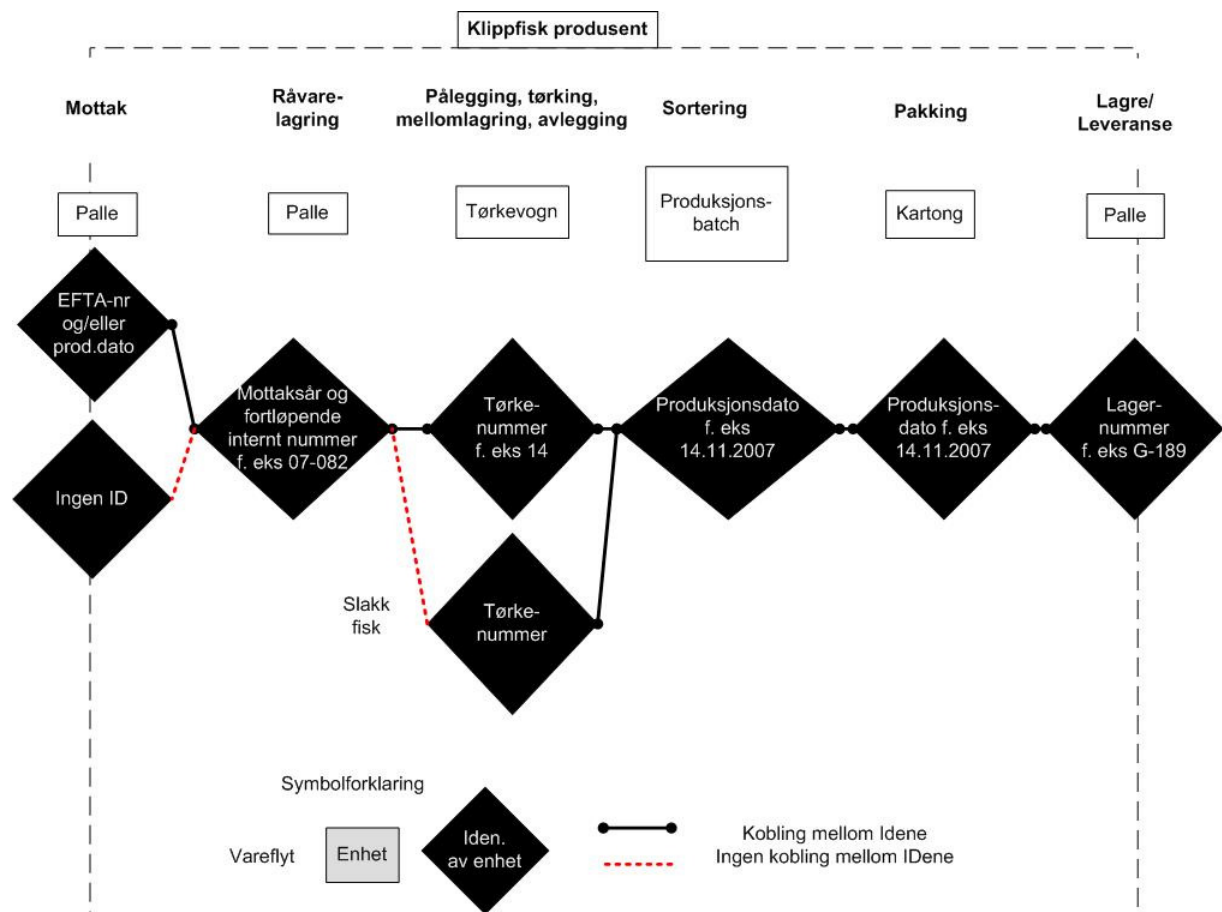 Klippfisk produsent
Mottak
Råvare-
lagring
Pålegging, tørking,
mellomlagring, avlegging
Sortering
Pakking
Lagre/
Leveranse
Palle
Palle
Tørkevogn
Produksjons-
batch
Kartong
Palle
EFTA-nr
og/eller
prod.dato
Ingen ID
Mottaksår og
fortløpende
internt nummer
f. eks 07-082
Tørke-
nummer
f. eks 14
Produksjonsdato
f. eks
14.11.2007
Produksjons-
dato f. eks
14.11.2007
Lager-
nummer
f. eks G-189
Slakk
fisk
Tørke-
nummer
Symbolforklaring
Vareflyt
Enhet
Iden.
av enhet
Kobling mellom Idene
Ingen kobling mellom IDene